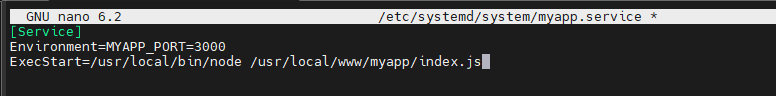 GNU nano 6.2 /etc/systemd/system/myapp.service *
[Service]
Environment=MYAPP_PORT=3000
ExecStart=/usr/local/bin/node /usr/local/www/myapp/index.js